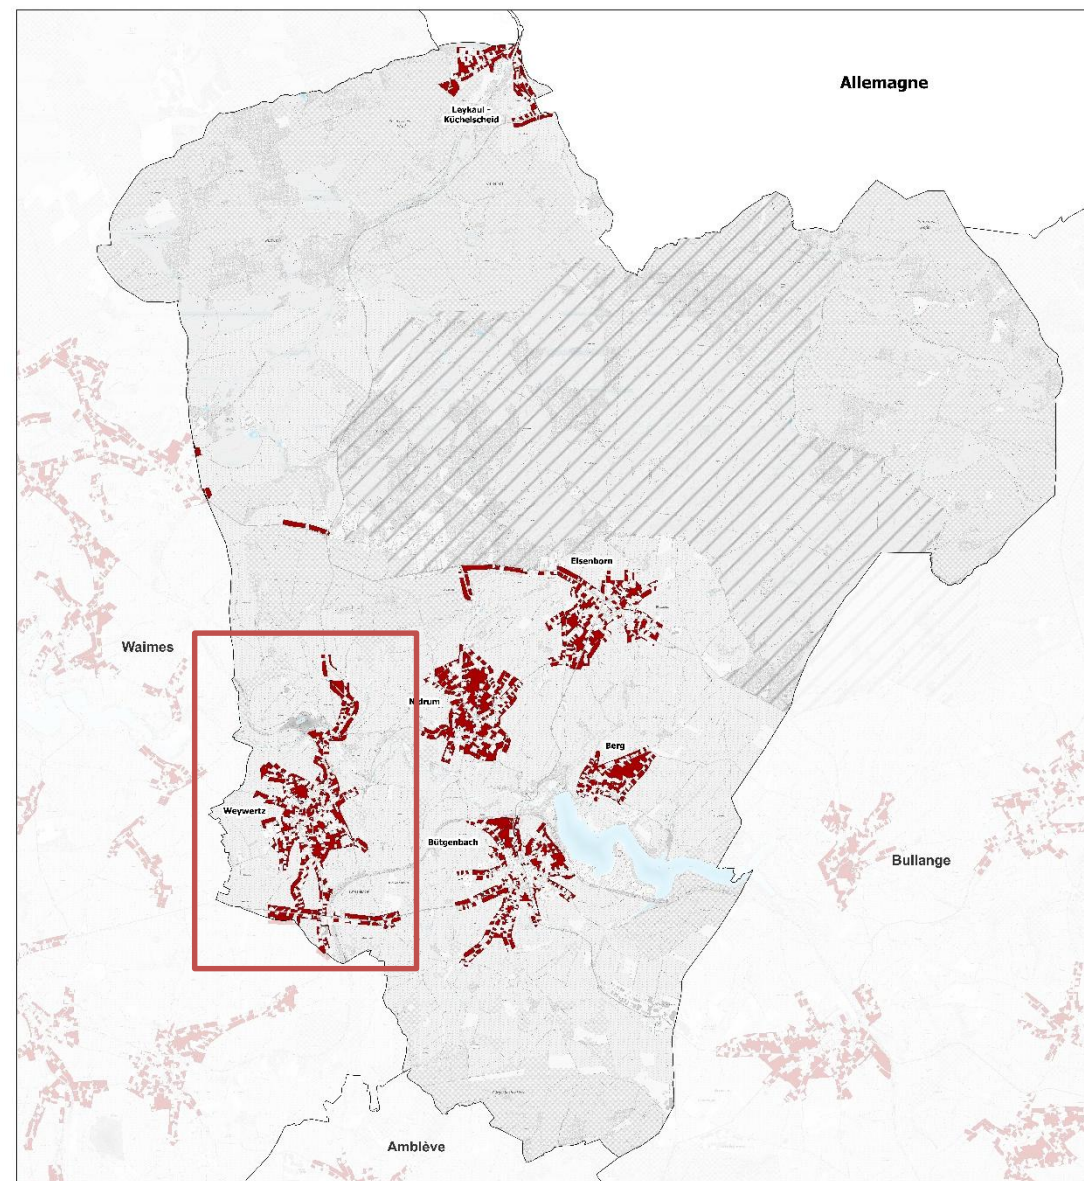 Allemagne
Leykaul -
Küchelscheid
Elsenborn
Waimes
Nidrum
Berg
Weywertz
Bütgenbach
Bullange
Amblève